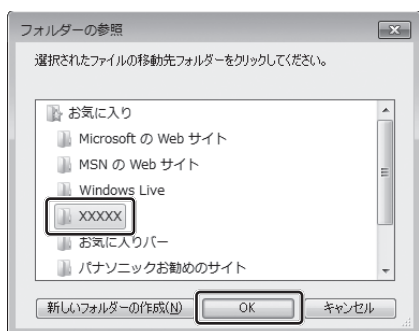 フォルダーの参照
選択されたファイルの移動先フォルダーをクリックしてください。
お気に入り
Microsoft の Web サイト
MSN の Web サイト
Windows Live
XXXXX
お気に入りバー
パナソニックお勧めのサイト
新しいフォルダーの作成(N)
OK
キャンセル